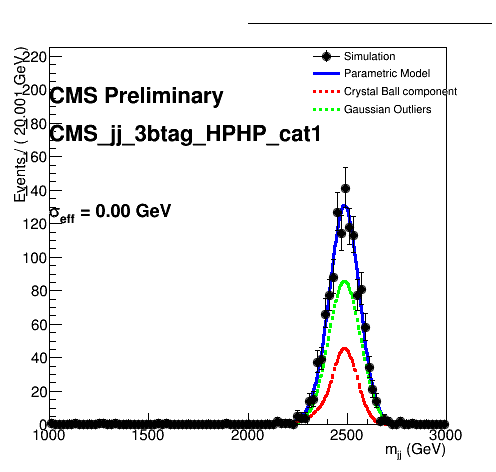 Events / ( 20.001 GeV )
220
200
180
160
140
120
100
80
60
40
20
0
Simulation
Parametric Model
Crystal Ball component
Gaussian Outliers
CMS Preliminary
CMS_jj_3btag_HPHP_cat1
σeff = 0.00 GeV
1000 1500 2000 2500 3000
mjj (GeV)